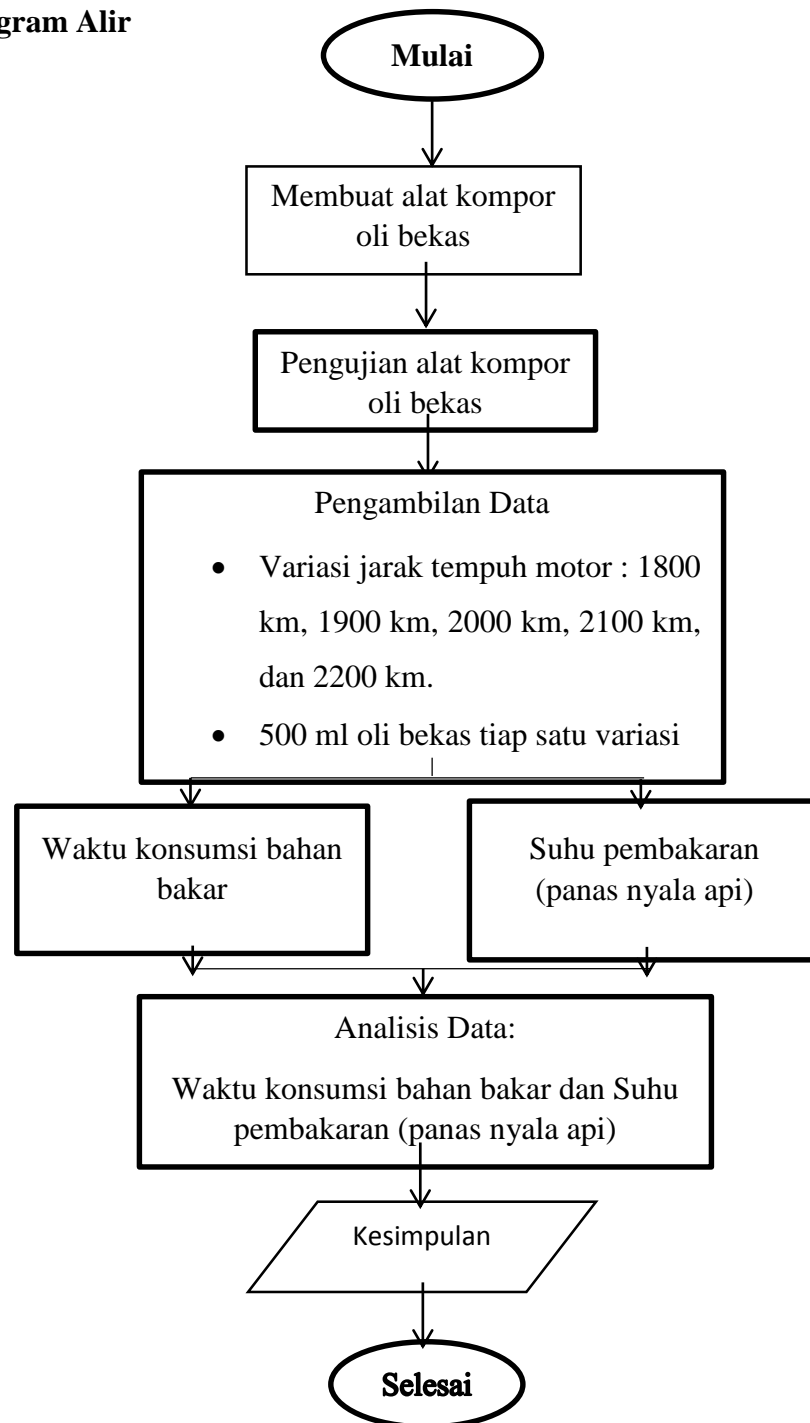 gram Alir
Mulai
Membuat alat kompor
oli bekas
Pengujian alat kompor
oli bekas
Pengambilan Data
• Variasi jarak tempuh motor : 1800
km, 1900 km, 2000 km, 2100 km,
dan 2200 km.
• 500 ml oli bekas tiap satu variasi
Waktu konsumsi bahan
bakar
Suhu pembakaran
(panas nyala api)
Analisis Data:
Waktu konsumsi bahan bakar dan Suhu
pembakaran (panas nyala api)
Kesimpulan
Selesai